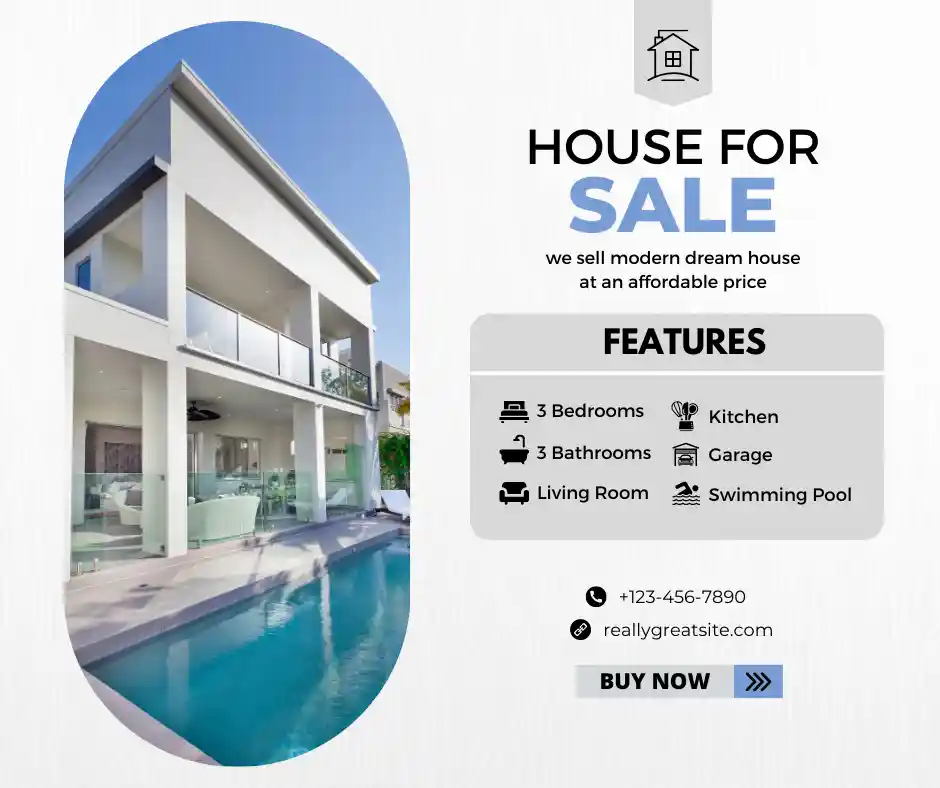 HOUSE FOR
SALE
we sell modern dream house
at an affordable price
FEATURES
3 Bedrooms
3 Bathrooms
Living Room
Kitchen
Garage
Swimming Pool
+123-456-7890
reallygreatsite.com
BUY NOW